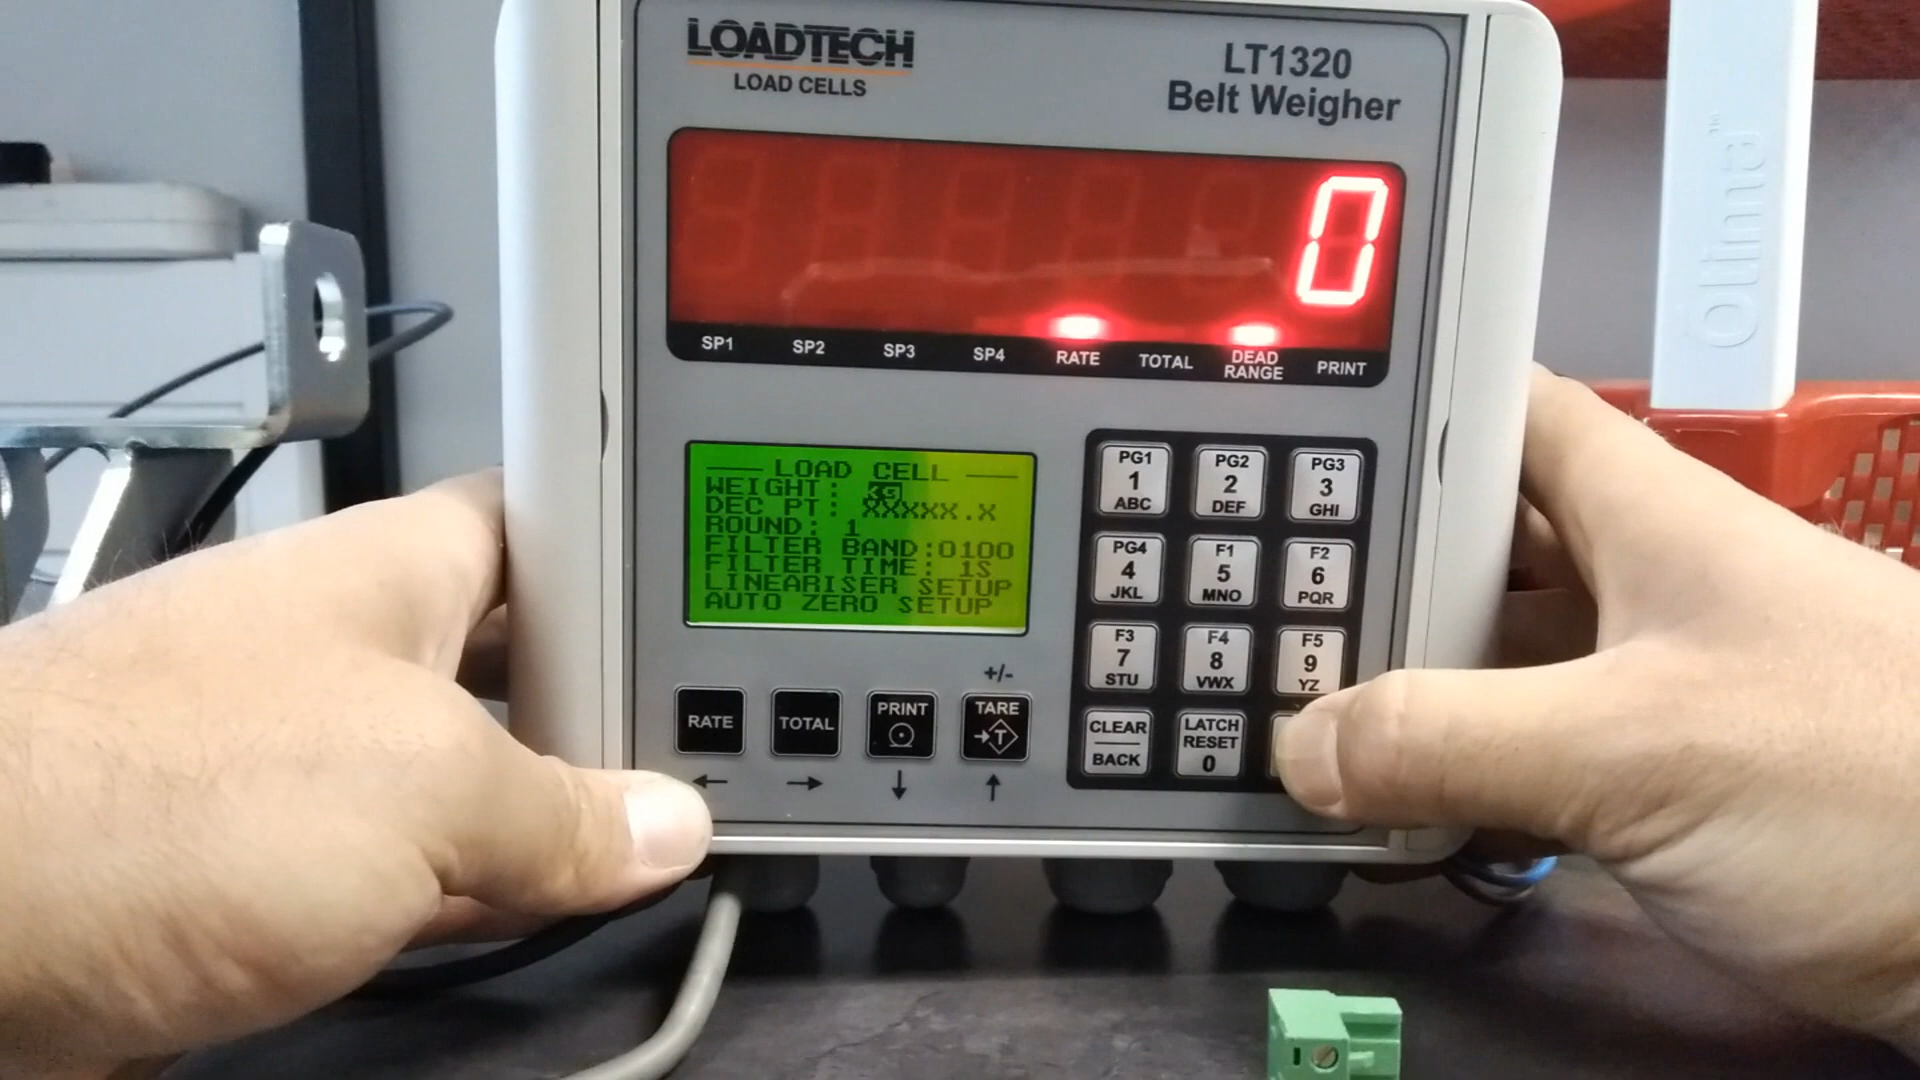 LOADTECH
LOAD CELLS
LT1320
Belt Weigher
0
SP1 SP2 SP3 SP4 RATE TOTAL DEAD RANGE PRINT
LOAD CELL
WEIGHT:
DEC PT: XXXXX.X
ROUND: 1
FILTER BAND:0100
FILTER TIME: 1S
LINEARISER SETUP
AUTO ZERO SETUP
PG1 1 ABC
PG2 2 DEF
PG3 3 GHI
PG4 4 JKL
F1 5 MNO
F2 6 PQR
F3 7 STU
F4 8 VWX
F5 9 YZ
CLEAR BACK
LATCH RESET 0
+/-
RATE
TOTAL
PRINT
TARE
T
← → ↓ ↑
Olinna™